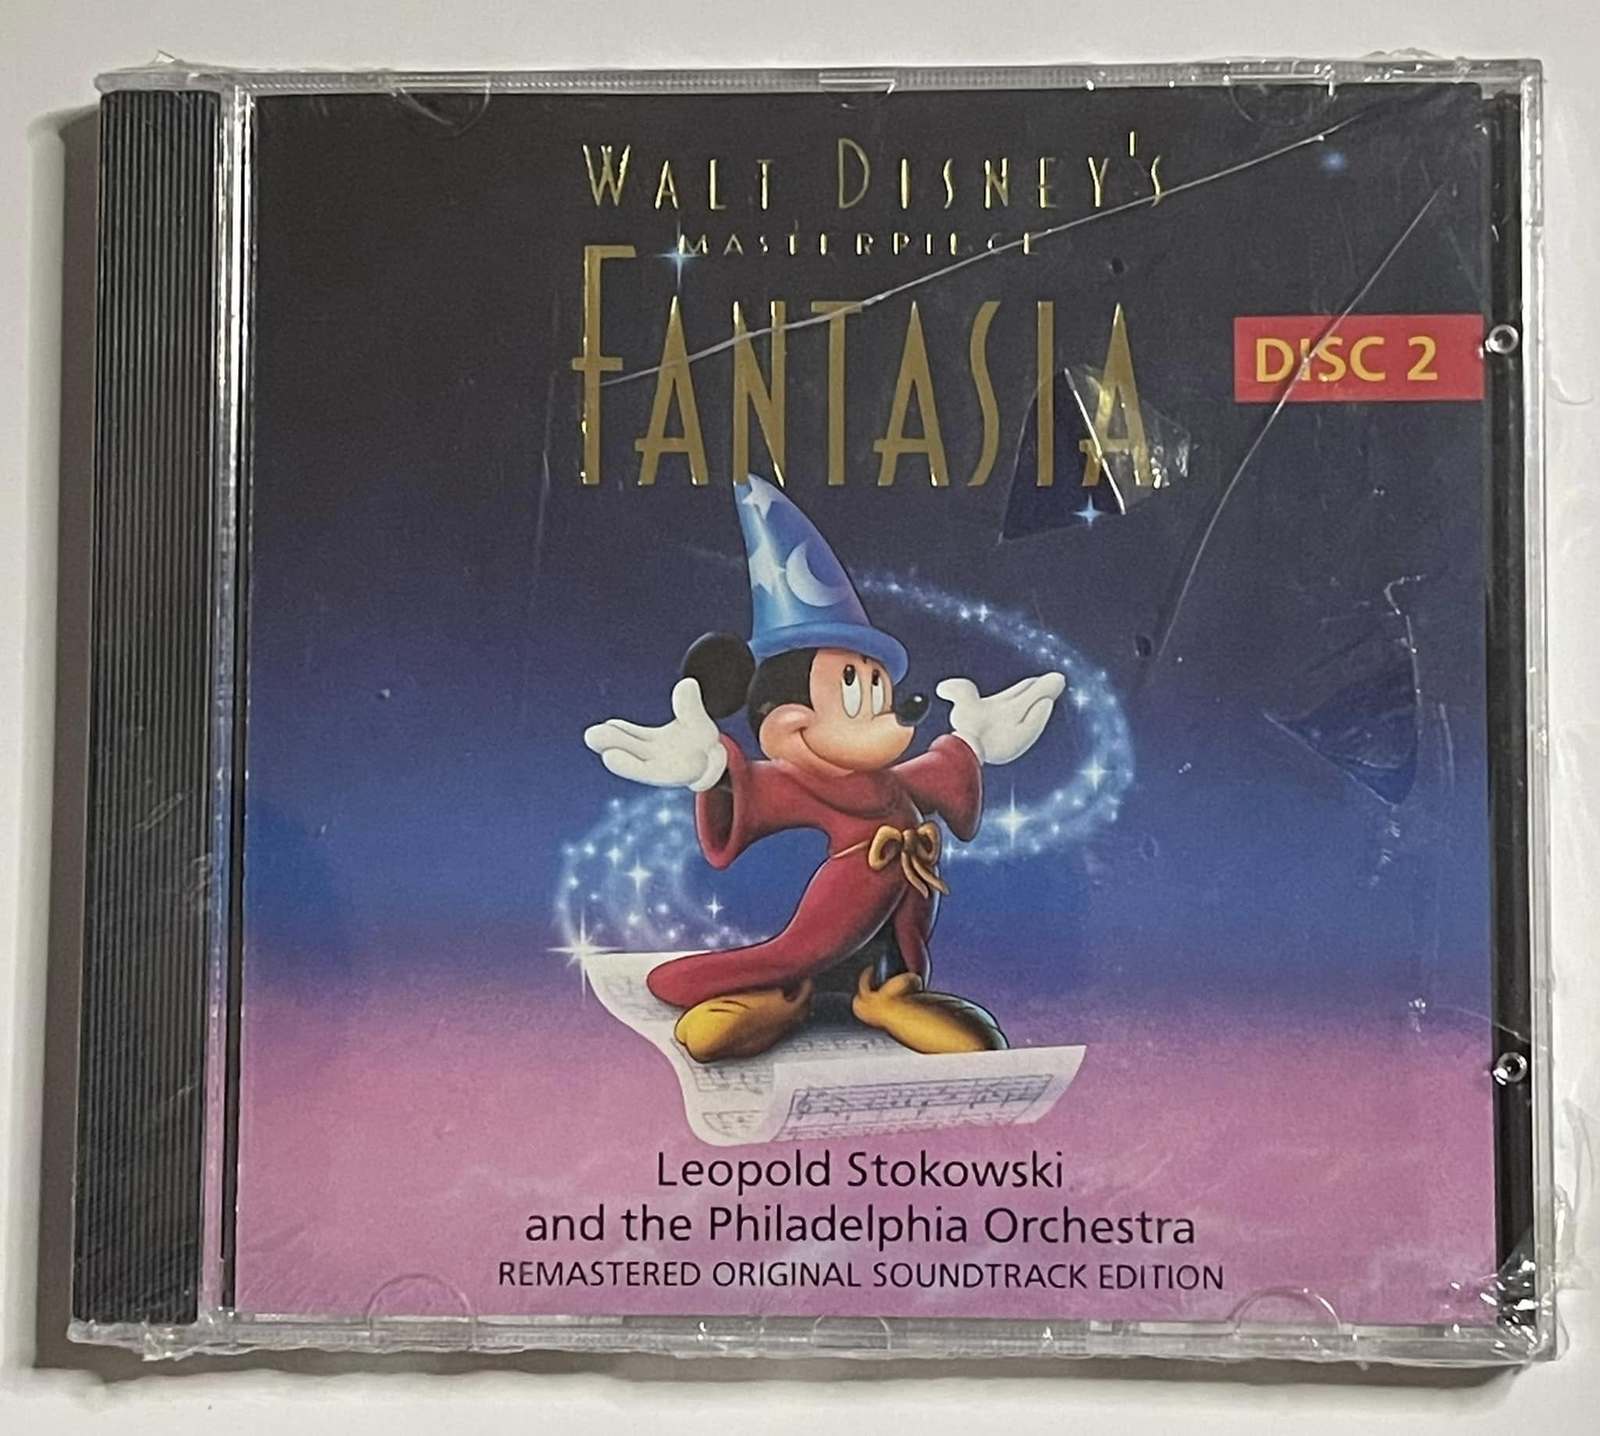 WALT DISNEY'S
MASTERPIECE
FANTASIA
DISC 2
Leopold Stokowski
and the Philadelphia Orchestra
REMASTERED ORIGINAL SOUNDTRACK EDITION